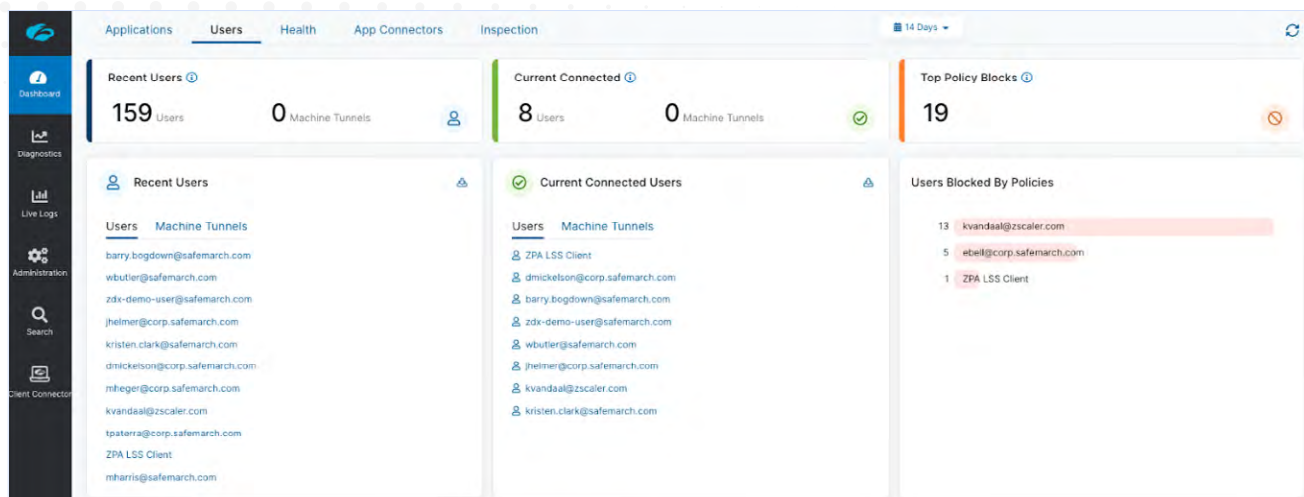 Applications Users Health App Connectors Inspection 14 Days
Dashboard
Diagnostics
Live Logs
Administration
Search
Client Connector
Recent Users
159 Users 0 Machine Tunnels
Current Connected
8 Users 0 Machine Tunnels
Top Policy Blocks
19
Recent Users
Users Machine Tunnels
barry.bogdown@safemarch.com
wbutler@safemarch.com
zdx-demo-user@safemarch.com
jhelmer@corp.safemarch.com
kristen.clark@safemarch.com
dmickelson@corp.safemarch.com
mheger@corp.safemarch.com
kvandaal@zscaler.com
tpaterra@corp.safemarch.com
ZPA LSS Client
mharris@safemarch.com
Current Connected Users
Users Machine Tunnels
ZPA LSS Client
dmickelson@corp.safemarch.com
barry.bogdown@safemarch.com
zdx-demo-user@safemarch.com
wbutler@safemarch.com
jhelmer@corp.safemarch.com
kvandaal@zscaler.com
kristen.clark@safemarch.com
Users Blocked By Policies
13 kvandaal@zscaler.com
5 ebell@corp.safemarch.com
1 ZPA LSS Client